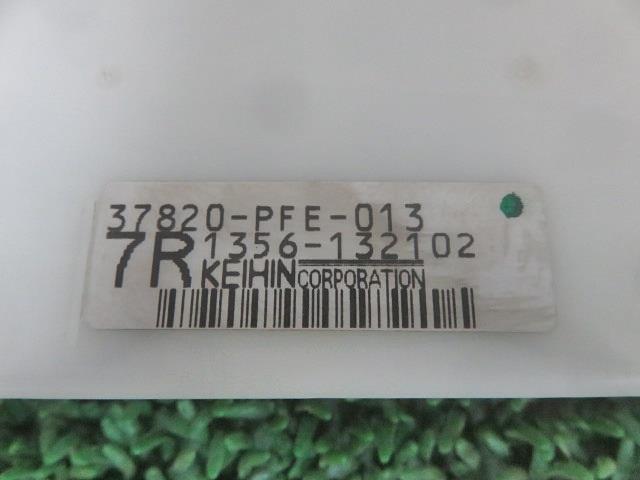 37820-PFE-013
7R 1356-132102
KEIHIN CORPORATION